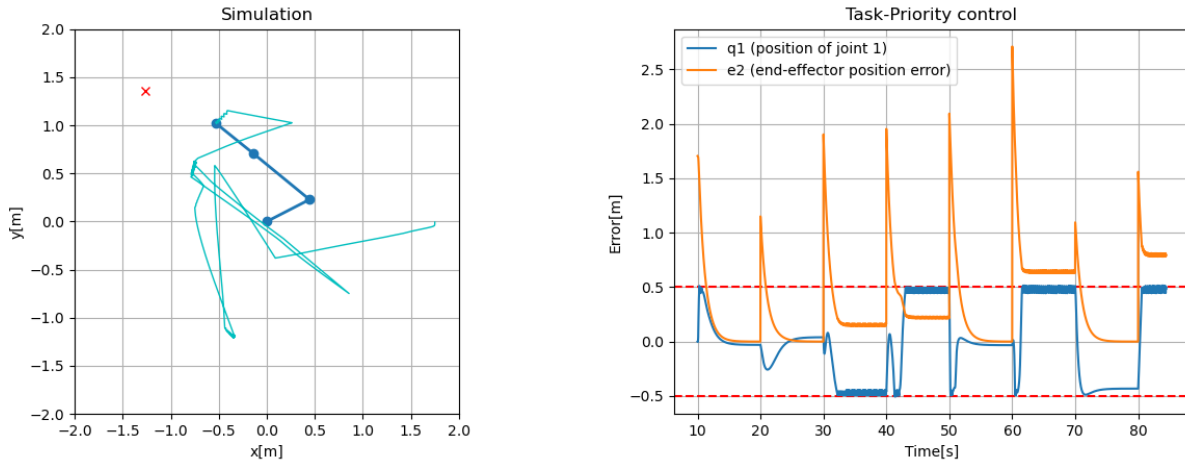 Simulation
2.0
1.5
1.0
0.5
0.0
−0.5
−1.0
−1.5
−2.0
y[m]
−2.0 −1.5 −1.0 −0.5 0.0 0.5 1.0 1.5 2.0
x[m]
Task-Priority control
q1 (position of joint 1)
e2 (end-effector position error)
2.5
2.0
1.5
1.0
0.5
0.0
−0.5
Error[m]
10 20 30 40 50 60 70 80
Time[s]